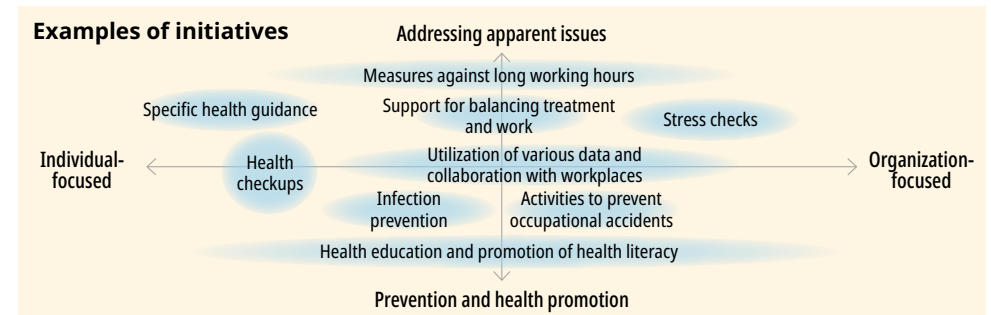 Examples of initiatives
Addressing apparent issues
Measures against long working hours
Specific health guidance
Support for balancing treatment
and work
Stress checks
Individual-
focused
Health
checkups
Utilization of various data and
collaboration with workplaces
Organization-
focused
Infection
prevention
Activities to prevent
occupational accidents
Health education and promotion of health literacy
Prevention and health promotion